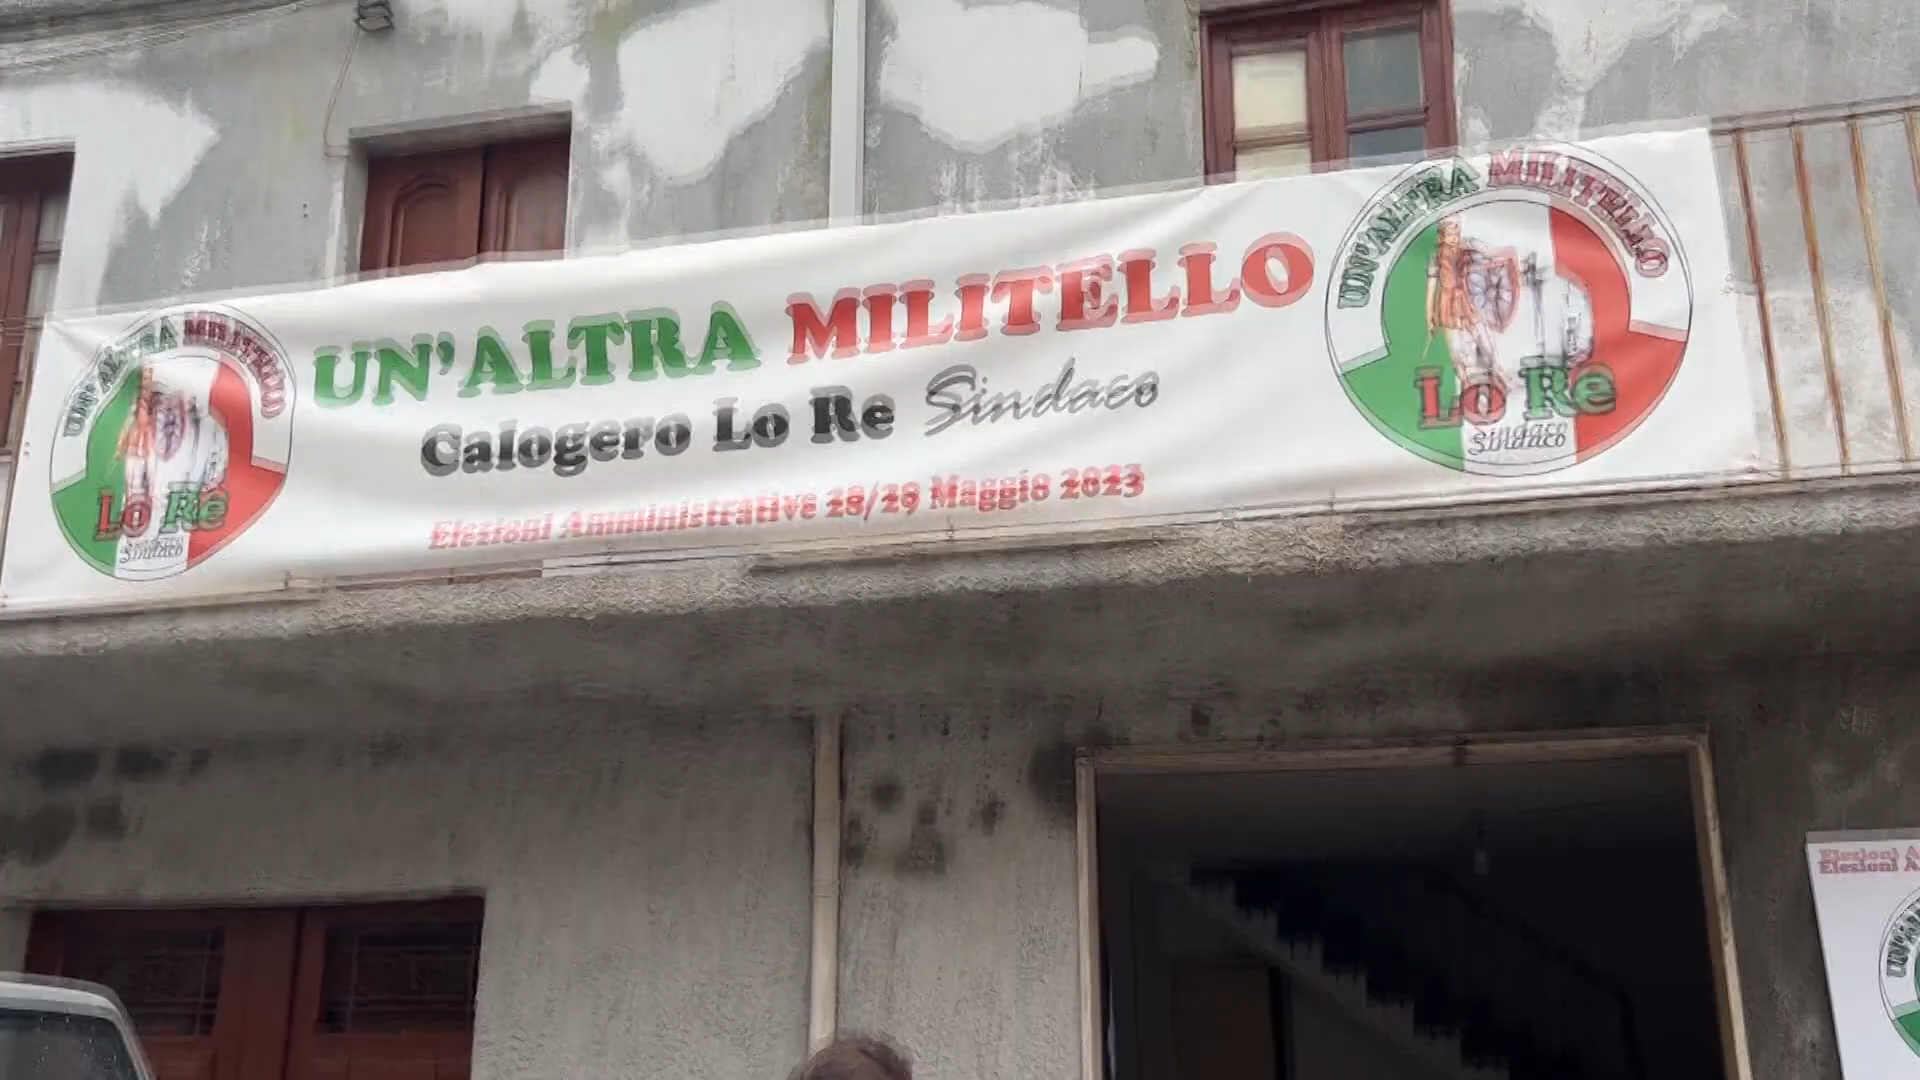 UN'ALTRA MILITELLO
Lo Re
Sindaco
UN'ALTRA MILITELLO
Calogero Lo Re Sindaco
Elezioni Amministrative 28/29 Maggio 2023
UN'ALTRA MILITELLO
Lo Re
Sindaco
Elezioni